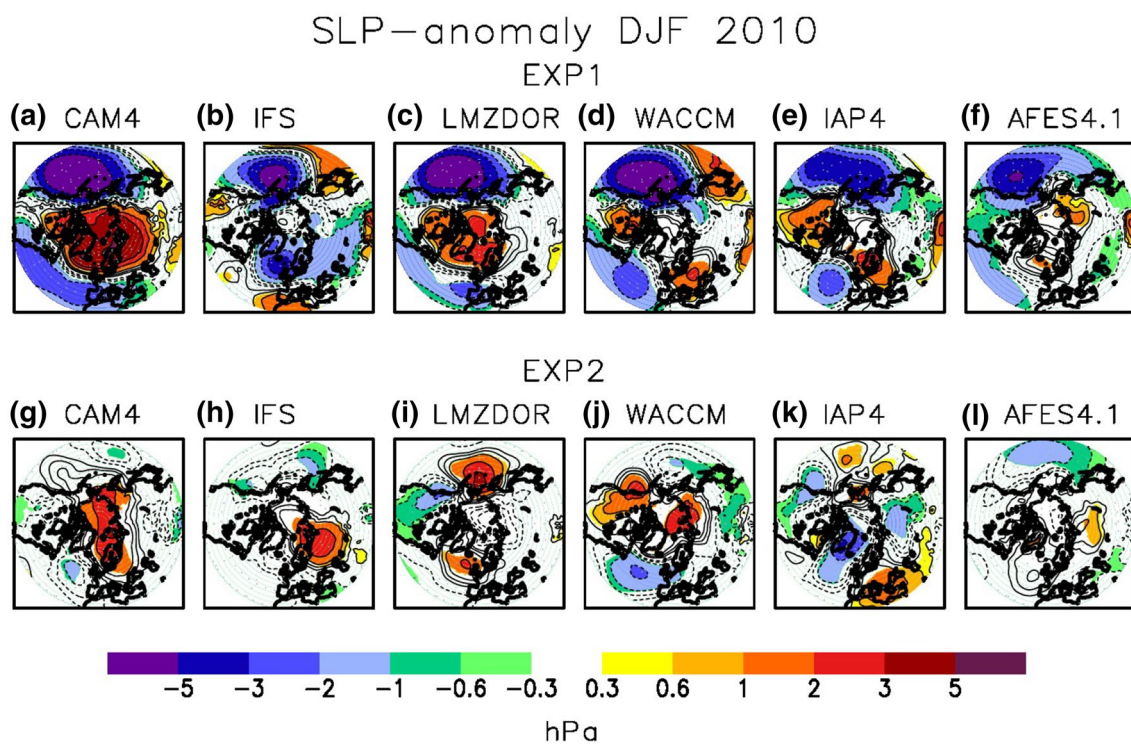 SLP-anomaly DJF 2010
EXP1
(a) CAM4 (b) IFS (c) LMZDOR (d) WACCM (e) IAP4 (f) AFES4.1
EXP2
(g) CAM4 (h) IFS (i) LMZDOR (j) WACCM (k) IAP4 (l) AFES4.1
-5 -3 -2 -1 -0.6 -0.3 0.3 0.6 1 2 3 5
hPa